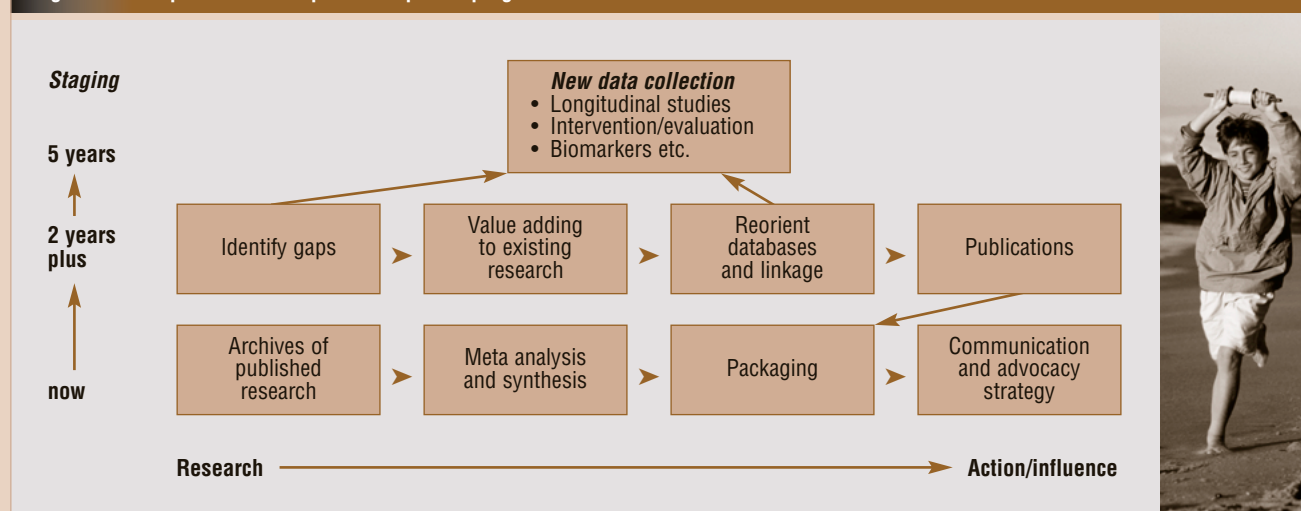 Staging
New data collection
• Longitudinal studies
• Intervention/evaluation
• Biomarkers etc.
5 years
2 years
plus
Identify gaps
Value adding
to existing
research
Reorient
databases
and linkage
Publications
now
Archives of
published
research
Meta analysis
and synthesis
Packaging
Communication
and advocacy
strategy
Research
Action/influence